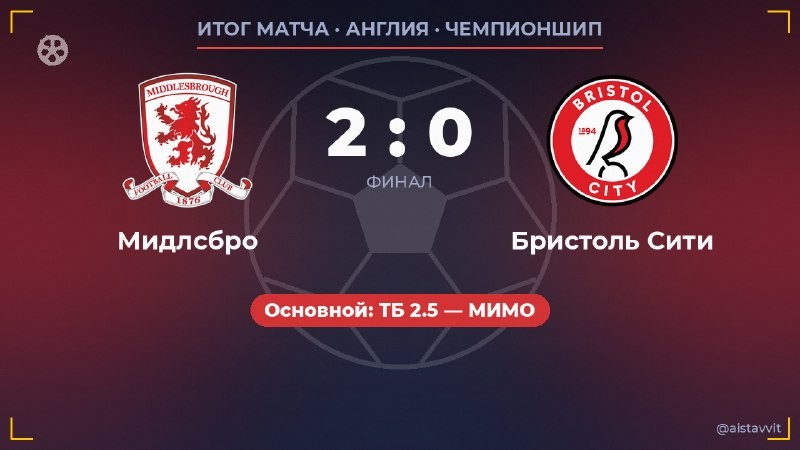 ИТОГ МАТЧА · АНГЛИЯ · ЧЕМПИОНШИП
MIDDLESBROUGH
FOOTBALL CLUB
1876
2 : 0
ФИНАЛ
BRISTOL
1894
CITY
Мидлсбро
Бристоль Сити
Основной: ТБ 2.5 — МИМО
@aistavvit